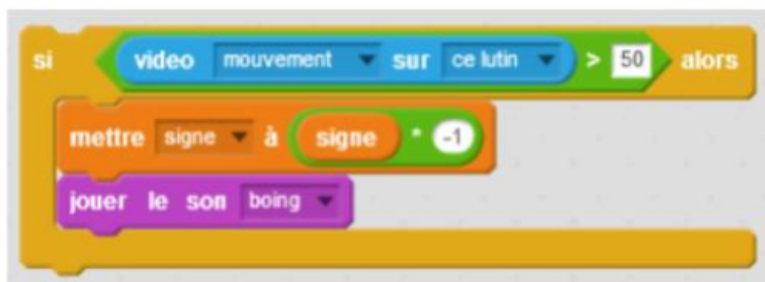 si video mouvement sur ce lutin > 50 alors
mettre signe à signe * -1
jouer le son boing